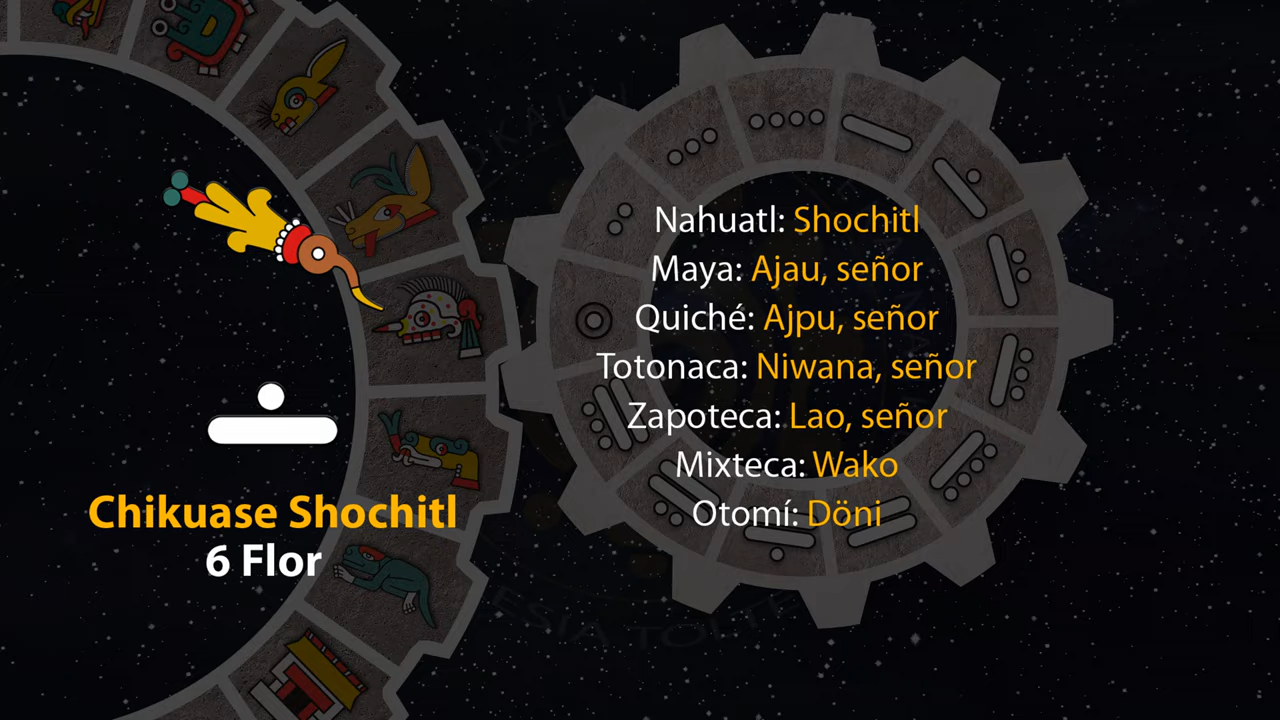 Chikuase Shochitl
6 Flor
Nahuatl: Shochitl
Maya: Ajau, señor
Quiché: Ajpu, señor
Totonaca: Niwana, señor
Zapoteca: Lao, señor
Mixteca: Wako
Otomí: Döni